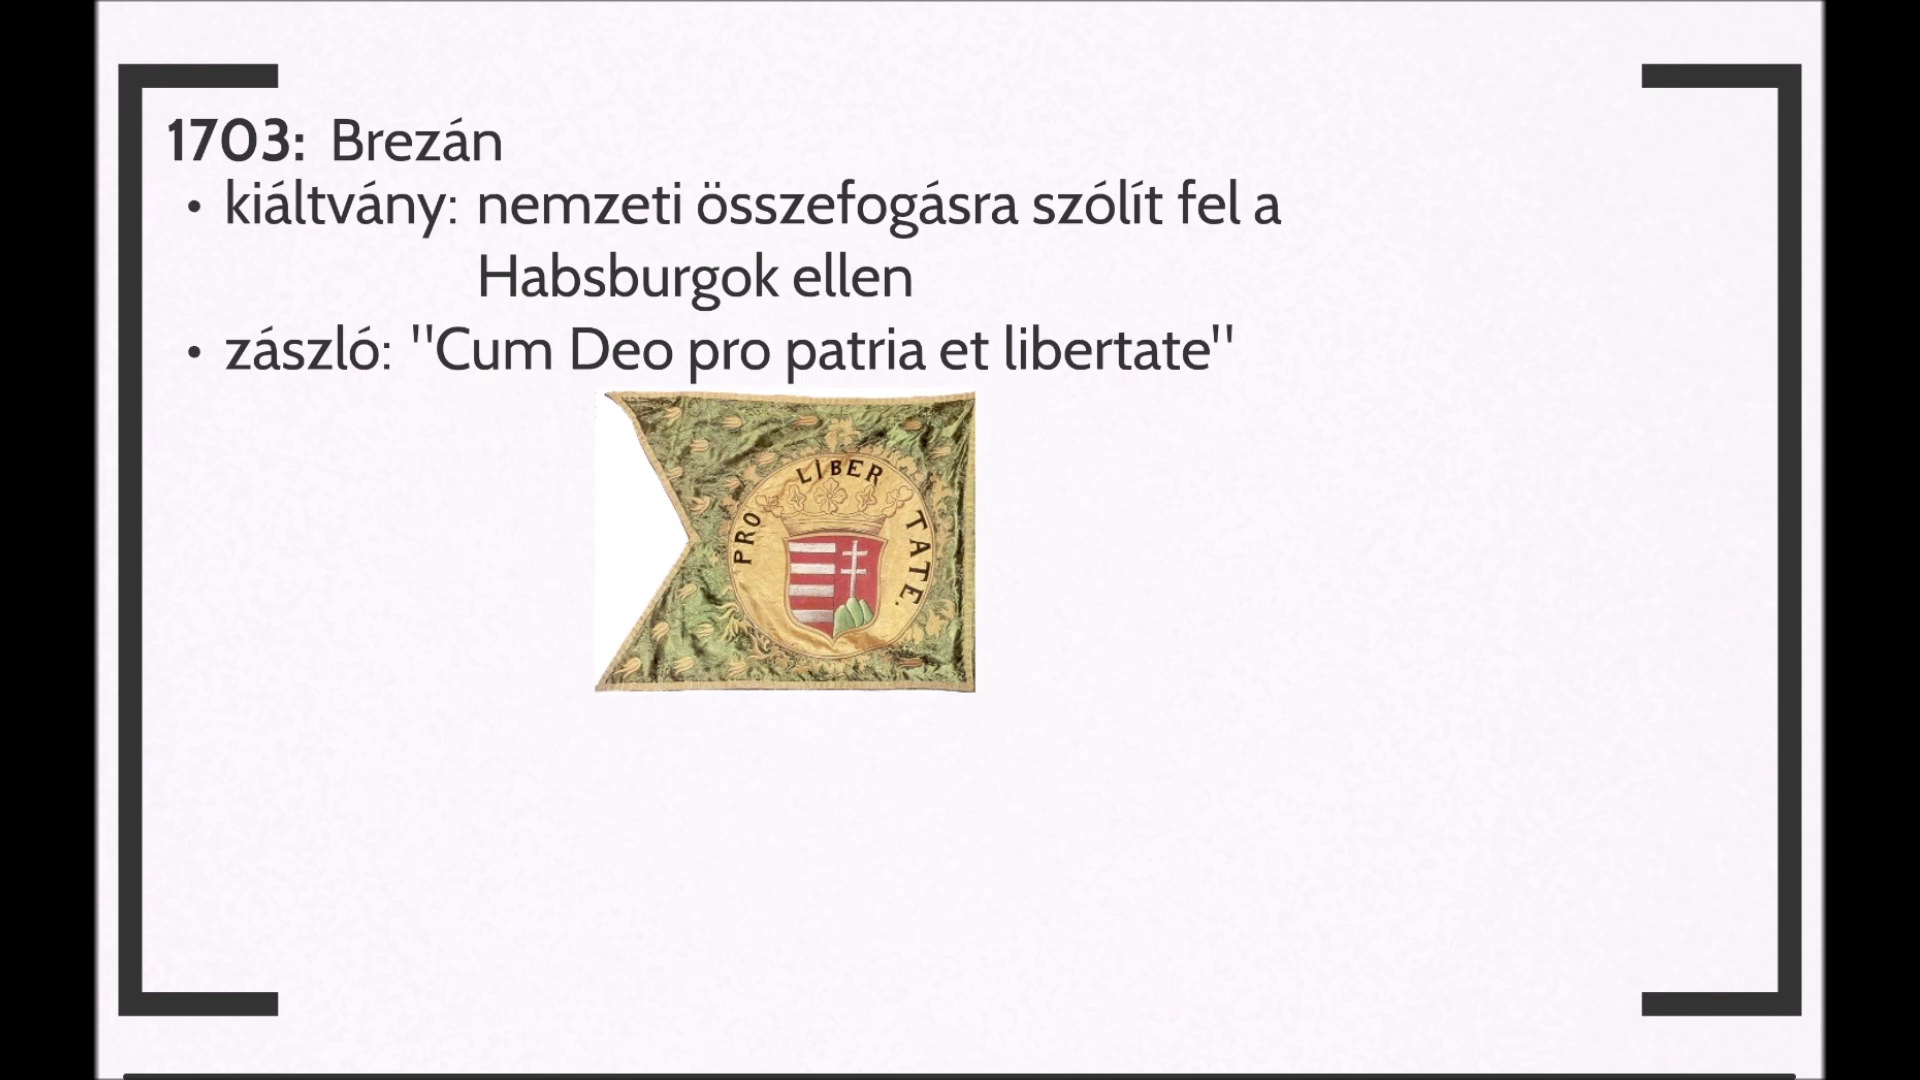 1703: Brezán
• kiáltvány: nemzeti összefogásra szólít fel a
Habsburgok ellen
• zászló: "Cum Deo pro patria et libertate"
PRO LIBER TATE.